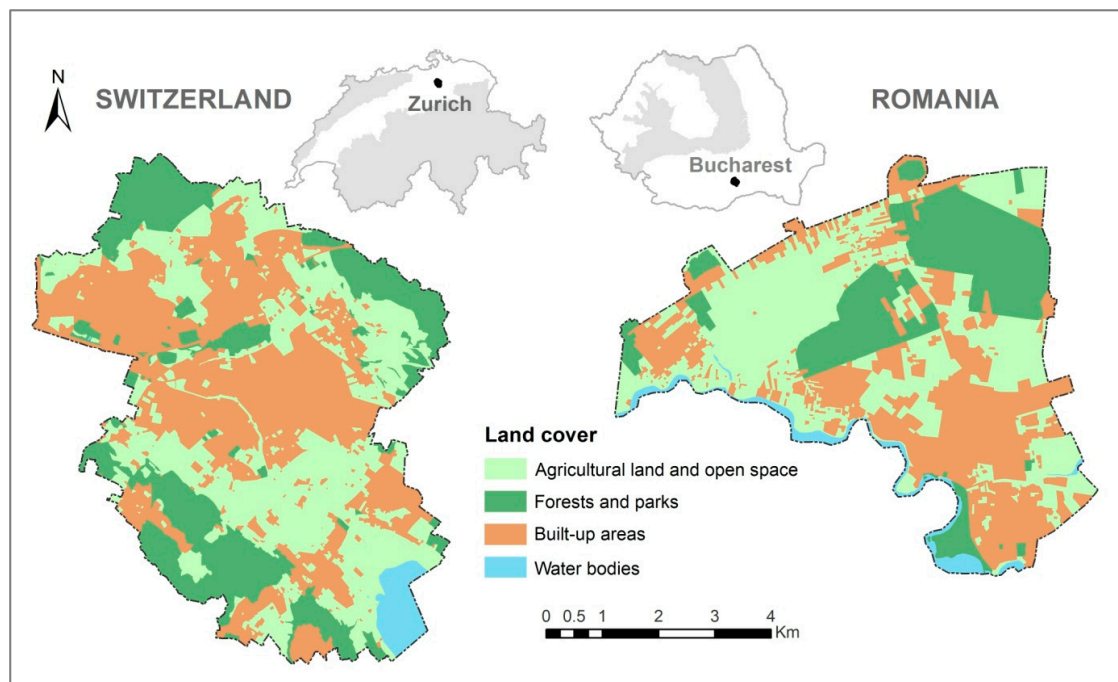 N
SWITZERLAND
Zurich
ROMANIA
Bucharest
Land cover
Agricultural land and open space
Forests and parks
Built-up areas
Water bodies
0 0.5 1 2 3 4
Km